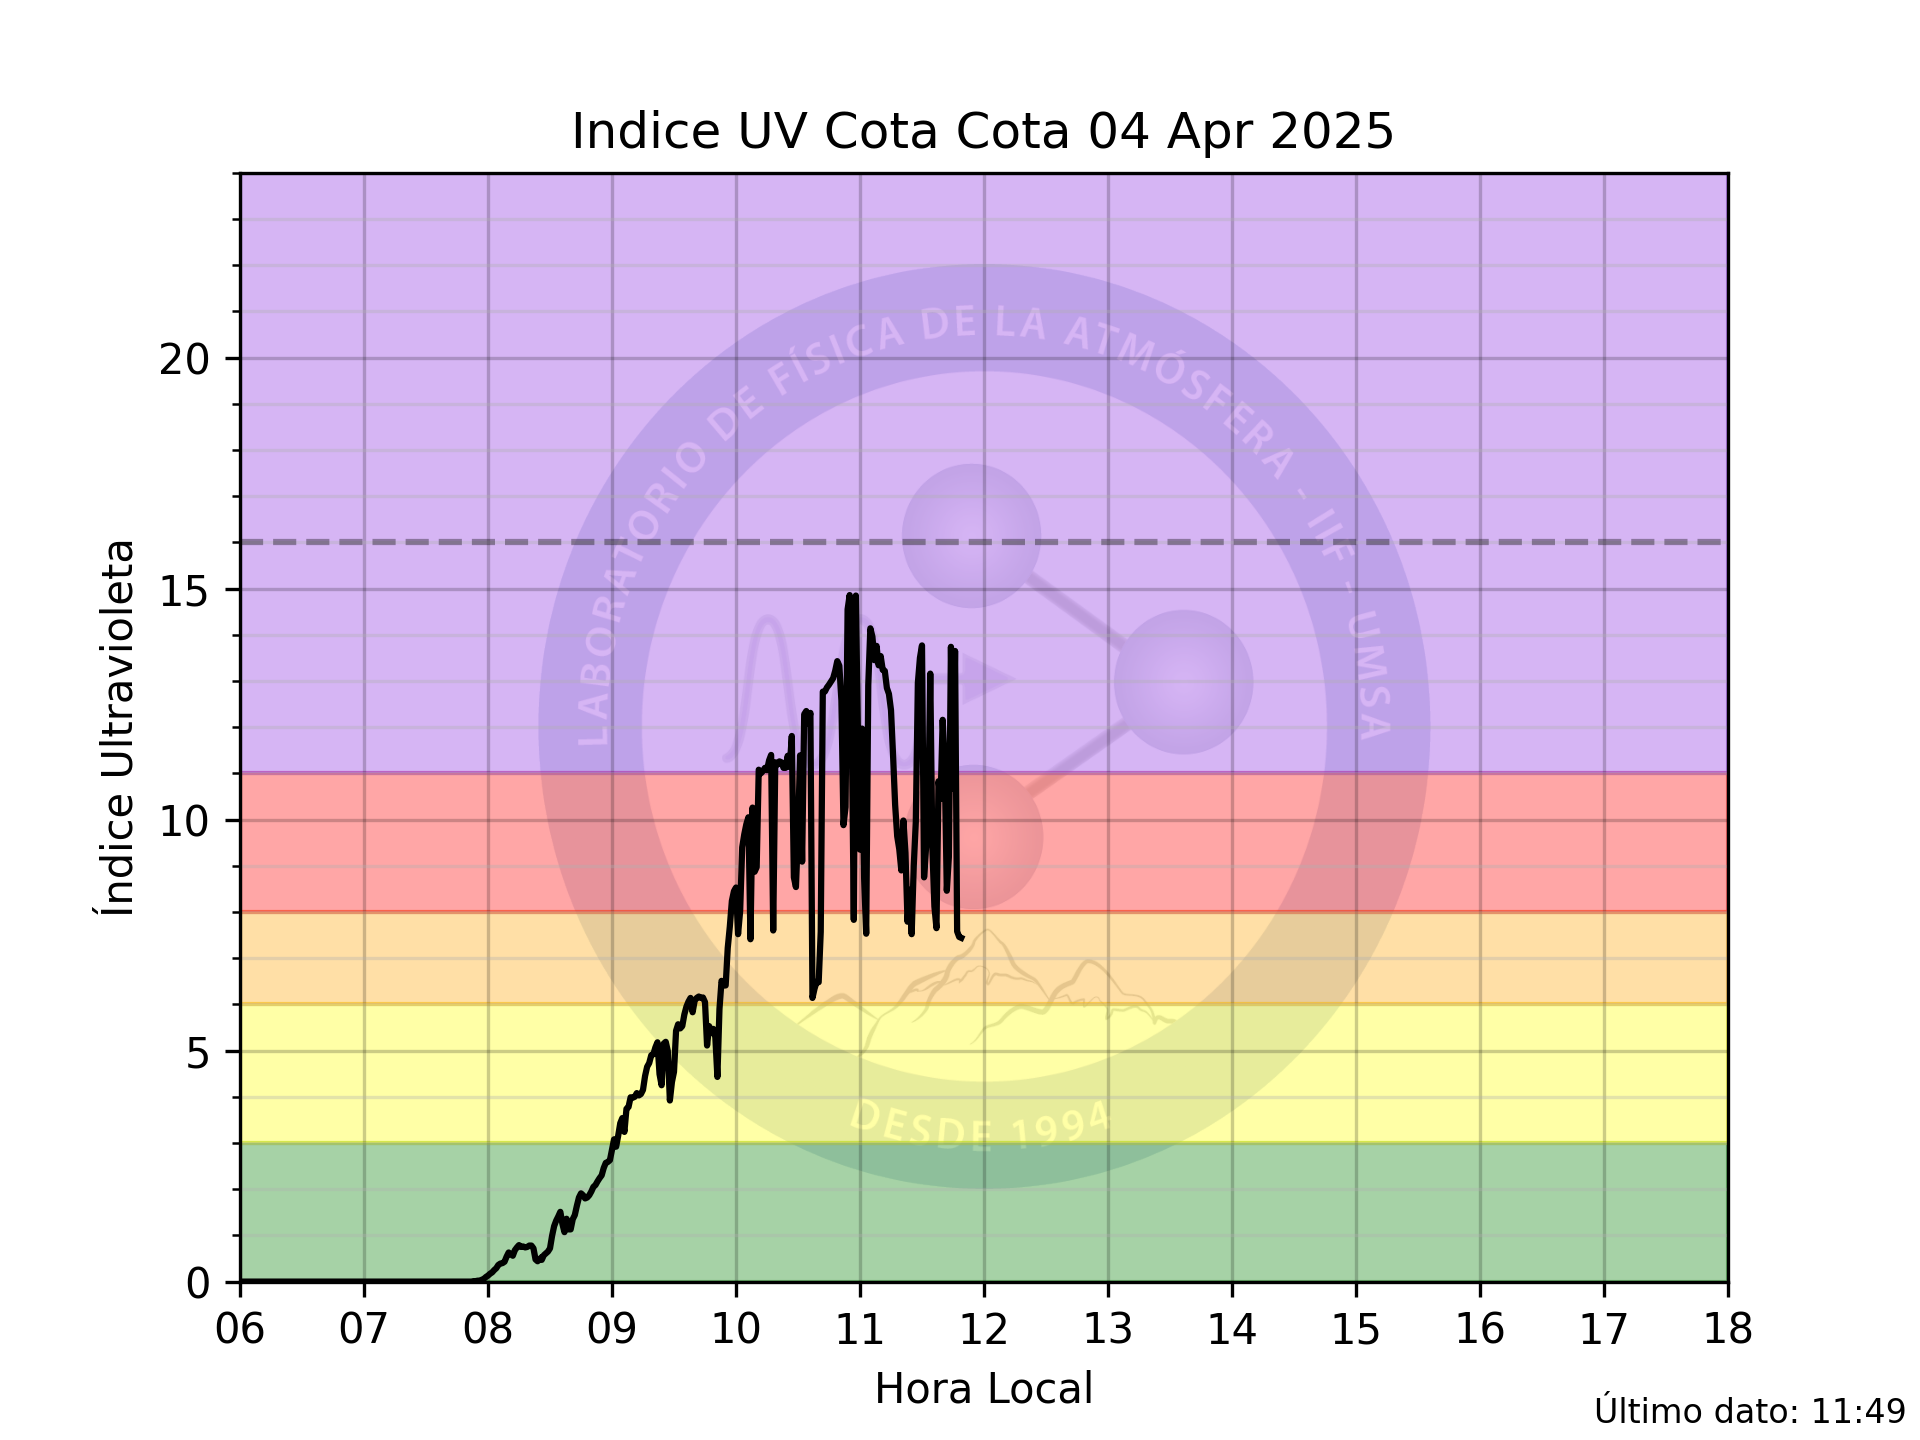 Indice UV Cota Cota 04 Apr 2025
LABORATORIO DE FÍSICA DE LA ATMÓSFERA - IIF - UMSA
DESDE 1994
Índice Ultravioleta
20
15
10
5
0
06 07 08 09 10 11 12 13 14 15 16 17 18
Hora Local
Último dato: 11:49